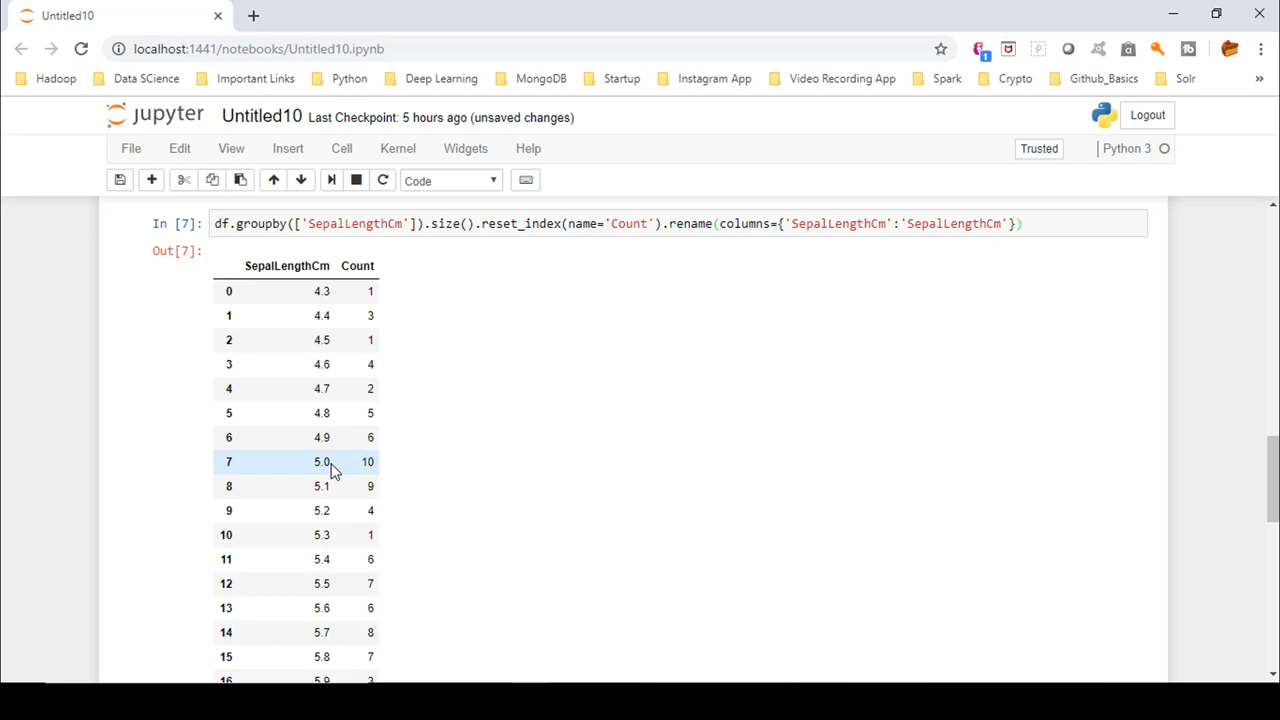 Untitled10
localhost:1441/notebooks/Untitled10.ipynb
1
tb
Hadoop Data SCience Important Links Python Deep Learning MongoDB Startup Instagram App Video Recording App Spark Crypto Github_Basics Solr »
jupyter Untitled10 Last Checkpoint: 5 hours ago (unsaved changes) Logout
File Edit View Insert Cell Kernel Widgets Help Trusted Python 3
Code
In [7]: df.groupby(['SepalLengthCm']).size().reset_index(name='Count').rename(columns={'SepalLengthCm':'SepalLengthCm'})
Out[7]:
SepalLengthCm Count
0 4.3 1
1 4.4 3
2 4.5 1
3 4.6 4
4 4.7 2
5 4.8 5
6 4.9 6
7 5.0 10
8 5.1 9
9 5.2 4
10 5.3 1
11 5.4 6
12 5.5 7
13 5.6 6
14 5.7 8
15 5.8 7
16 5.9 3